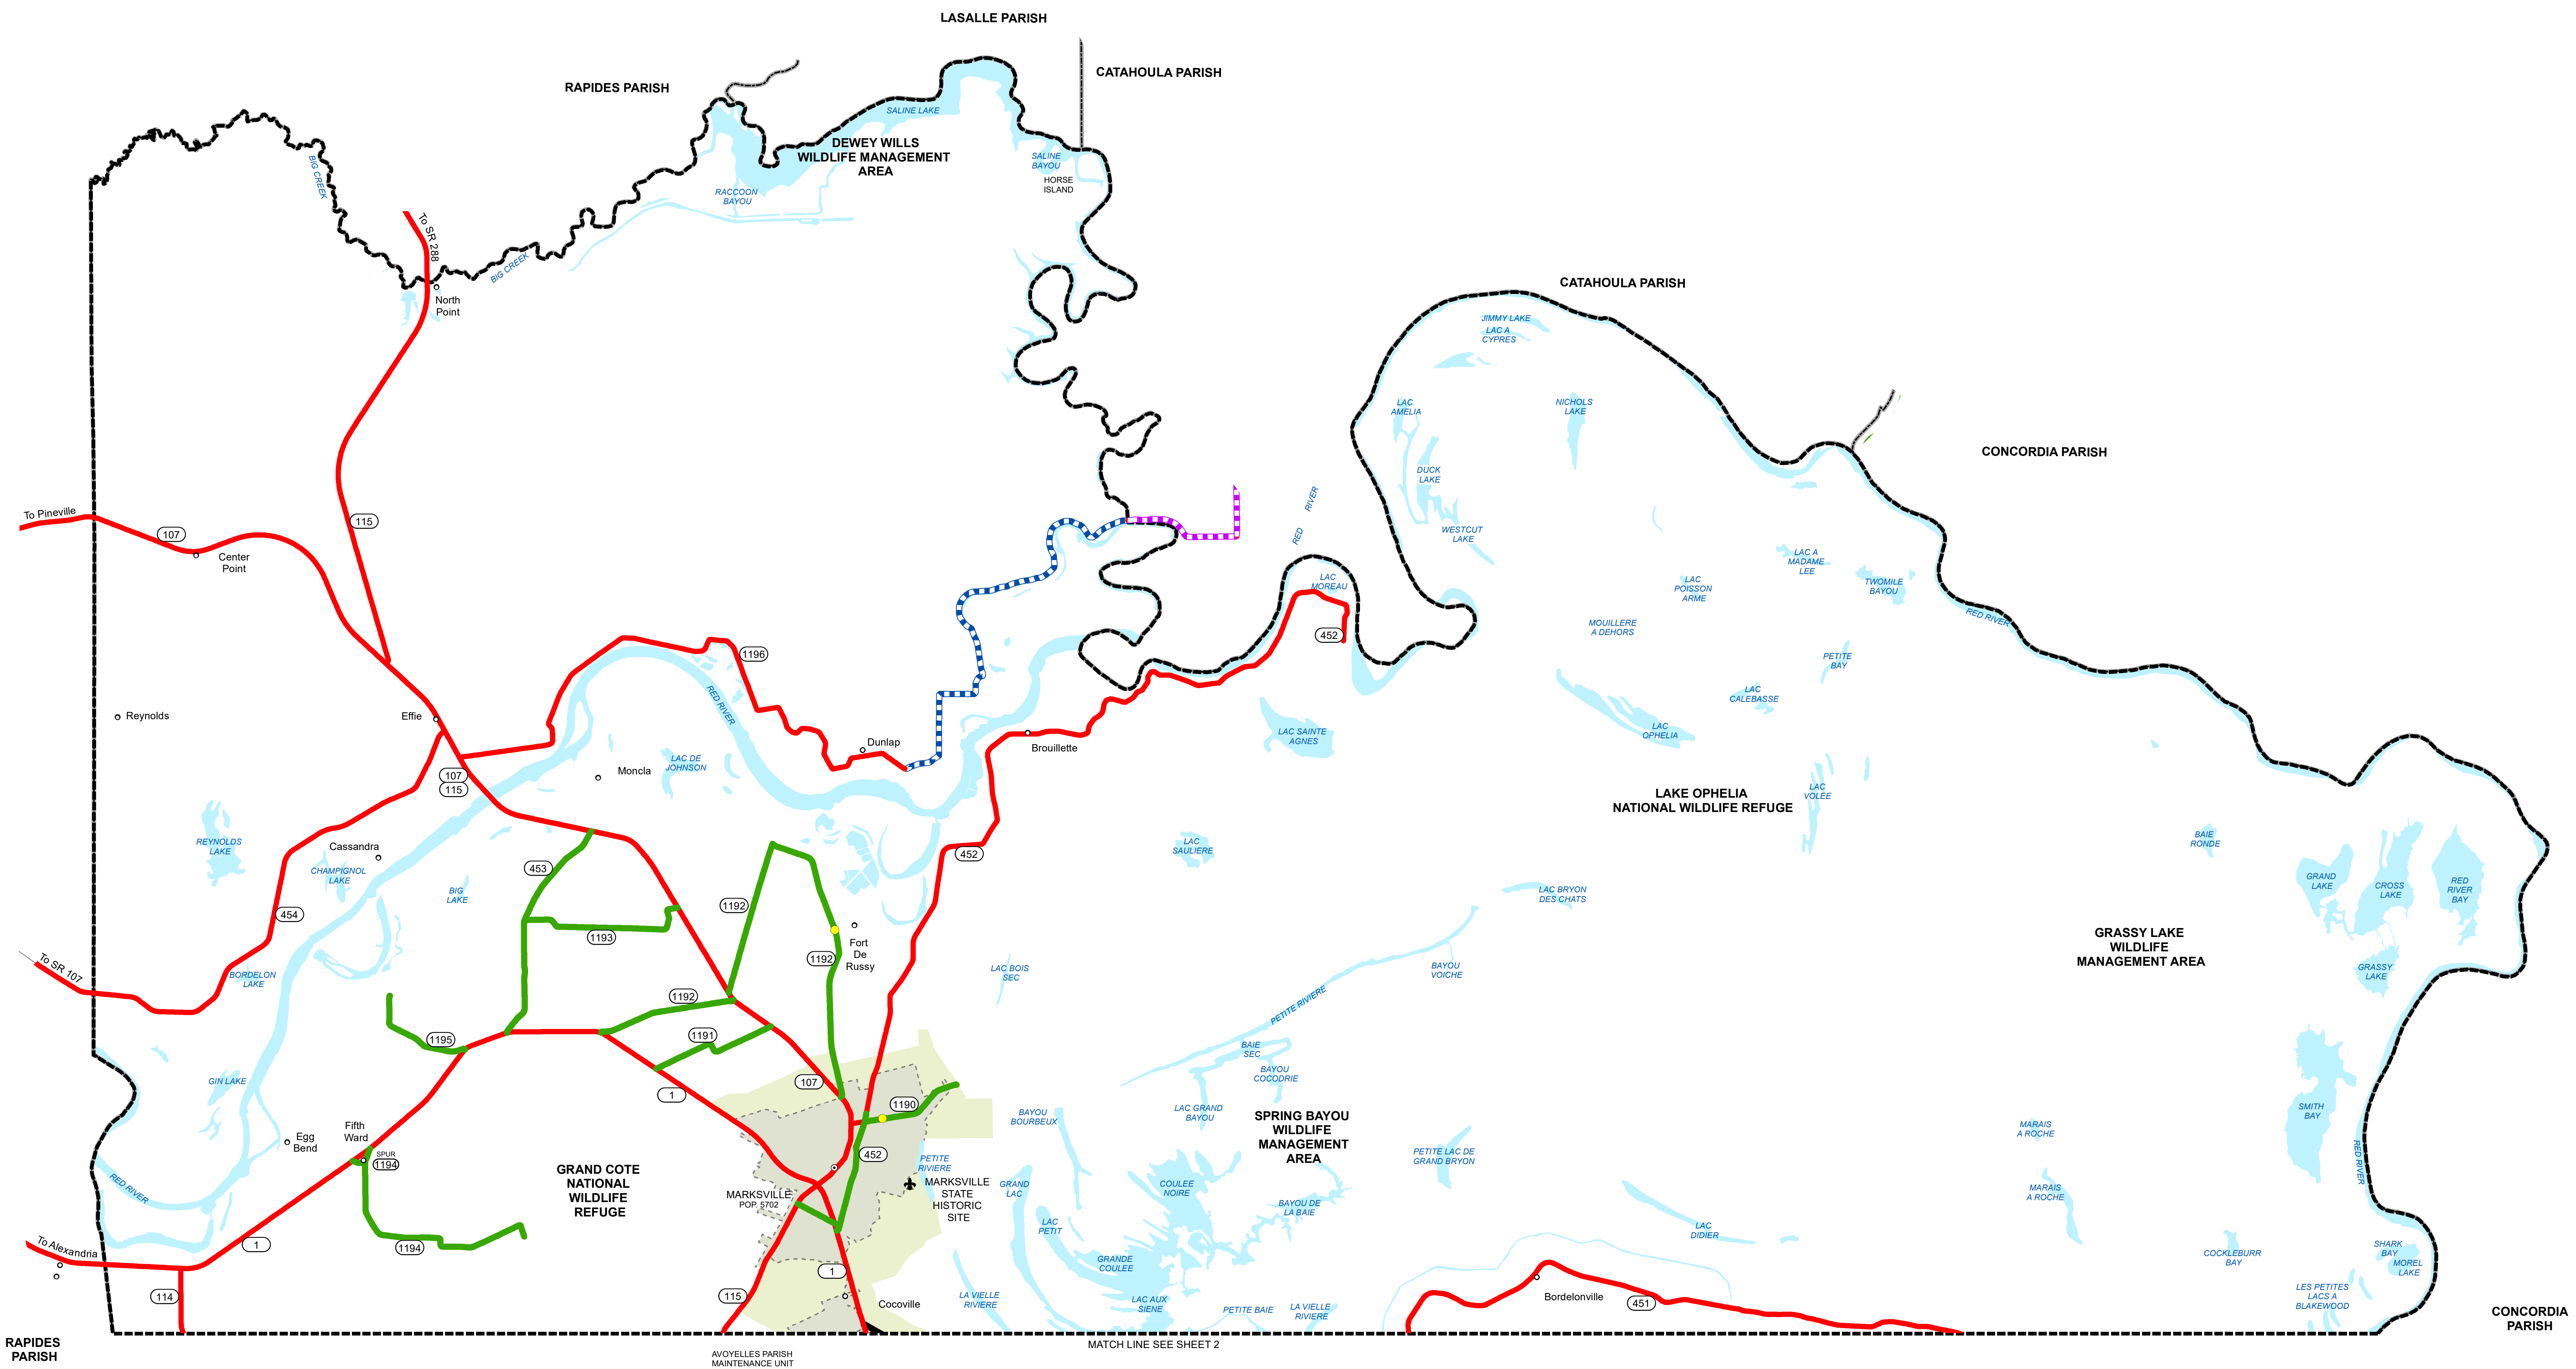 LASALLE PARISH
CATAHOULA PARISH
RAPIDES PARISH
SALINE LAKE
DEWEY WILLS
WILDLIFE MANAGEMENT
AREA
SALINE
BAYOU
HORSE
ISLAND
BIG CREEK
RACCOON
BAYOU
To SR 288
BIG CREEK
North
Point
CATAHOULA PARISH
JIMMY LAKE
LAC A
CYPRES
LAC
AMELIA
NICHOLS
LAKE
CONCORDIA PARISH
DUCK
LAKE
RED RIVER
WESTCUT
LAKE
To Pineville
107
115
Center
Point
LAC A
MADAME
LEE
LAC
MOREAU
LAC
POISSON
ARME
TWOMILE
BAYOU
RED RIVER
452
MOUILLERE
A DEHORS
1196
PETITE
BAY
RED RIVER
LAC
CALEBASSE
Reynolds
Effie
LAC
OPHELIA
LAC SAINTE
AGNES
Dunlap
Brouillette
LAC DE
JOHNSON
Moncla
107
115
LAC
VOLEE
LAKE OPHELIA
NATIONAL WILDLIFE REFUGE
REYNOLDS
LAKE
Cassandra
CHAMPIGNOL
LAKE
BIG
LAKE
453
452
LAC
SAULIERE
BAIE
RONDE
GRAND
LAKE
CROSS
LAKE
RED
RIVER
BAY
LAC BRYON
DES CHATS
454
1192
1193
GRASSY LAKE
WILDLIFE
MANAGEMENT AREA
Fort
De
Russy
1192
To SR 107
BORDELON
LAKE
LAC BOIS
SEC
BAYOU
VOICHE
GRASSY
LAKE
1192
PETITE RIVIERE
1191
1195
BAIE
SEC
BAYOU
COCODRIE
GIN LAKE
107
1
1190
LAC GRAND
BAYOU
BAYOU
BOURBEUX
SPRING BAYOU
WILDLIFE
MANAGEMENT
AREA
SMITH
BAY
MARAIS
A ROCHE
Fifth
Ward
Egg
Bend
SPUR
1194
452
PETITE LAC DE
GRAND BRYON
RED RIVER
GRAND COTE
NATIONAL
WILDLIFE
REFUGE
PETITE
RIVIERE
MARKSVILLE
STATE
HISTORIC
SITE
GRAND
LAC
COULEE
NOIRE
RED RIVER
MARKSVILLE
POP. 5702
BAYOU DE
LA BAIE
MARAIS
A ROCHE
LAC
PETIT
LAC
DIDIER
To Alexandria
1
1194
GRANDE
COULEE
COCKLEBURR
BAY
SHARK
BAY
MOREL
LAKE
1
114
115
Cocoville
LA VIELLE
RIVIERE
LAC AUX
SIENE
PETITE BAIE
LA VIELLE
RIVIERE
Bordelonville
451
LES PETITES
LACS A
BLAKEWOOD
CONCORDIA
PARISH
RAPIDES
PARISH
AVOYELLES PARISH
MAINTENANCE UNIT
MATCH LINE SEE SHEET 2